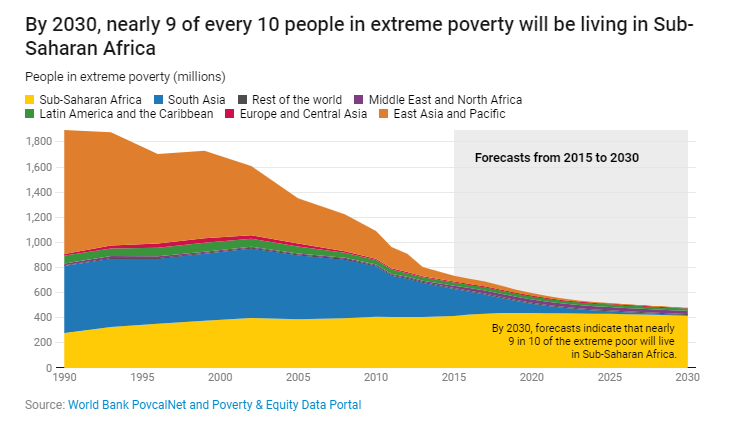 By 2030, nearly 9 of every 10 people in extreme poverty will be living in Sub-
Saharan Africa
People in extreme poverty (millions)
Sub-Saharan Africa South Asia Rest of the world Middle East and North Africa
Latin America and the Caribbean Europe and Central Asia East Asia and Pacific
1,800
1,600
1,400
1,200
1,000
800
600
400
200
0
Forecasts from 2015 to 2030
By 2030, forecasts indicate that nearly
9 in 10 of the extreme poor will live
in Sub-Saharan Africa.
1990 1995 2000 2005 2010 2015 2020 2025 2030
Source: World Bank PovcalNet and Poverty & Equity Data Portal